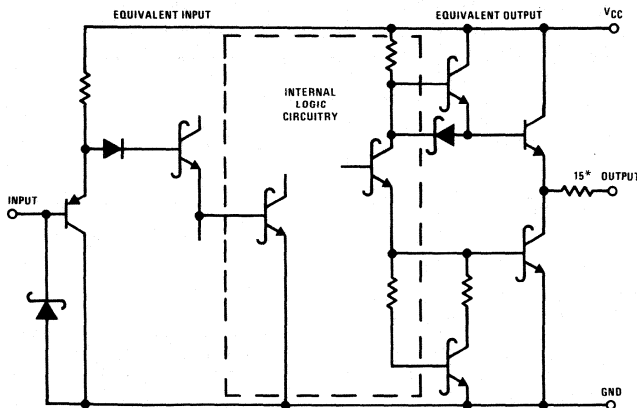 EQUIVALENT INPUT
EQUIVALENT OUTPUT
VCC
INTERNAL
LOGIC
CIRCUITRY
INPUT
15* OUTPUT
GND